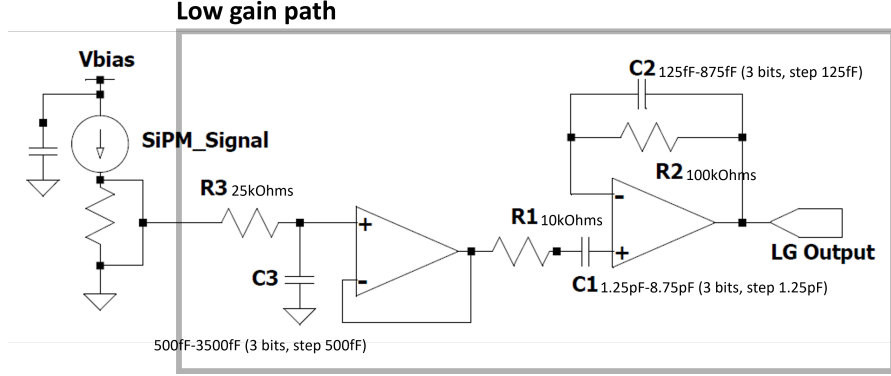 Low gain path
Vbias
C2 125fF-875fF (3 bits, step 125fF)
SiPM_Signal
R2 100kOhms
R3 25kOhms
R1 10kOhms
+
-
-
+
LG Output
C3
C1 1.25pF-8.75pF (3 bits, step 1.25pF)
500fF-3500fF (3 bits, step 500fF)